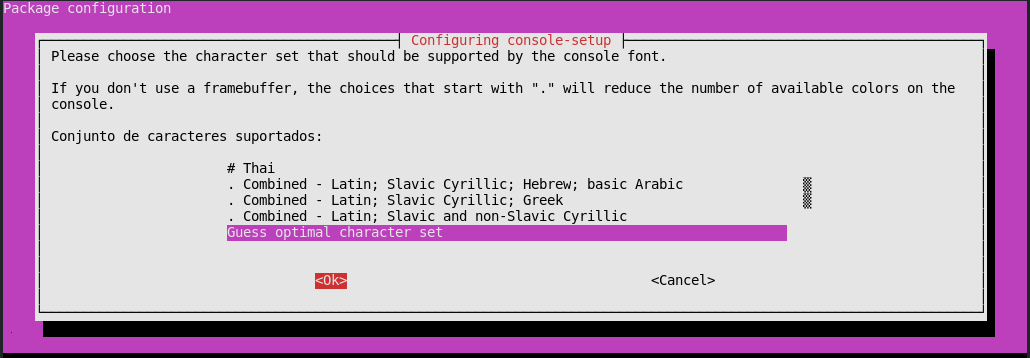 Package configuration
Configuring console-setup
Please choose the character set that should be supported by the console font.
If you don't use a framebuffer, the choices that start with "." will reduce the number of available colors on the
console.
Conjunto de caracteres suportados:
# Thai
. Combined - Latin; Slavic Cyrillic; Hebrew; basic Arabic
. Combined - Latin; Slavic Cyrillic; Greek
. Combined - Latin; Slavic and non-Slavic Cyrillic
Guess optimal character set
<Ok> <Cancel>